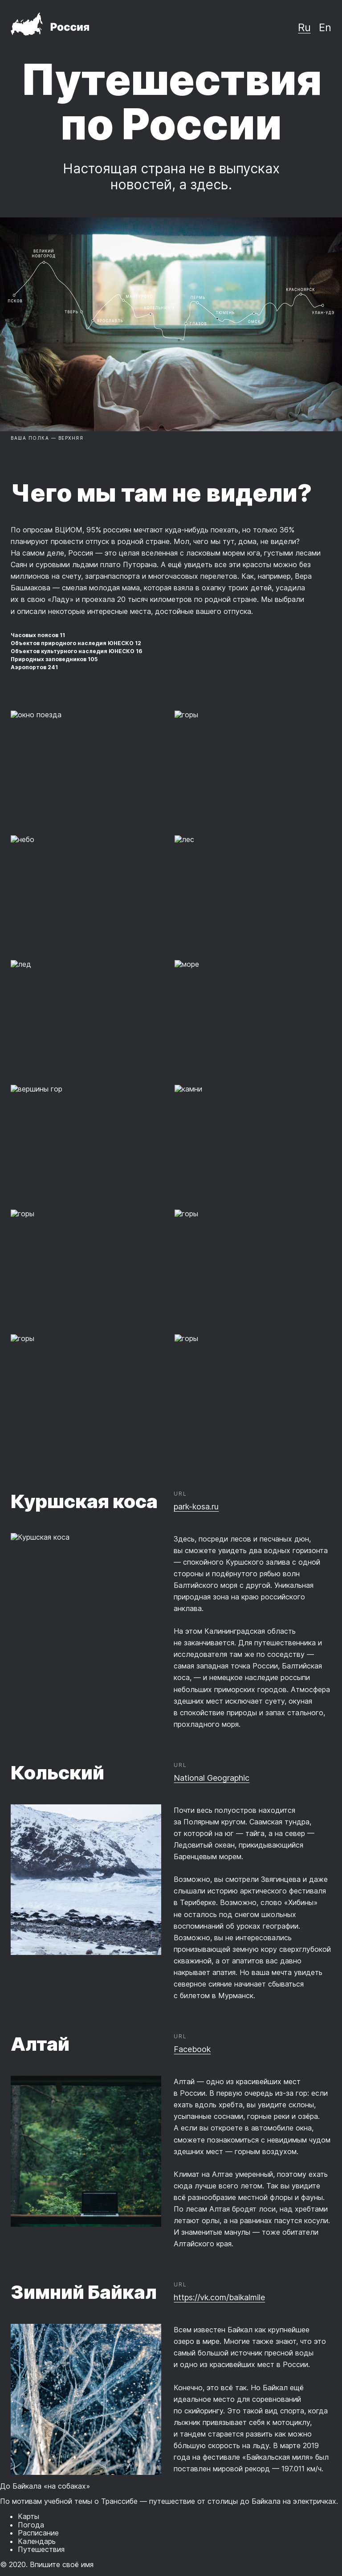 Россия
Ru En
Путешествия
по России
Настоящая страна не в выпусках
новостей, а здесь.
ВЕЛИКИЙ
НОВГОРОД
ПСКОВ
ТВЕРЬ
ПЕРМЬ
ТЮМЕНЬ
ОМСК
КРАСНОЯРСК
УЛАН-УДЭ
ВАША ПОЛКА — ВЕРХНЯЯ
Чего мы там не видели?
По опросам ВЦИОМ, 95% россиян мечтают куда-нибудь поехать, но только 36%
планируют провести отпуск в родной стране. Мол, чего мы тут, дома, не видели?
На самом деле, Россия — это целая вселенная с ласковым морем юга, густыми лесами
Саян и суровыми льдами плато Путорана. А ещё увидеть все эти красоты можно без
миллионов на счету, загранпаспорта и многочасовых перелетов. Как, например, Вера
Башмакова — смелая молодая мама, которая взяла в охапку троих детей, усадила
их в свою «Ладу» и проехала 20 тысяч километров по родной стране. Мы выбрали
и описали некоторые интересные места, достойные вашего отпуска.
Часовых поясов 11
Объектов природного наследия ЮНЕСКО 12
Объектов культурного наследия ЮНЕСКО 16
Природных заповедников 105
Аэропортов 241
окно поезда
горы
небо
лес
лед
море
вершины гор
камни
горы
горы
горы
горы
Куршская коса
URL
park-kosa.ru
Куршская коса
Здесь, посреди лесов и песчаных дюн,
вы сможете увидеть два водных горизонта
— спокойного Куршского залива с одной
стороны и подёрнутого рябью волн
Балтийского моря с другой. Уникальная
природная зона на краю российского
анклава.
На этом Калининградская область
не заканчивается. Для путешественника и
исследователя там же по соседству —
самая западная точка России, Балтийская
коса, — и немецкое наследие россыпи
небольших приморских городов. Атмосфера
здешних мест исключает суету, окуная
в спокойствие природы и запах стального,
прохладного моря.
Кольский
URL
National Geographic
Почти весь полуостров находится
за Полярным кругом. Саамская тундра,
от которой на юг — тайга, а на север —
Ледовитый океан, прикидывающийся
Баренцевым морем.
Возможно, вы смотрели Звягинцева и даже
слышали историю арктического фестиваля
в Териберке. Возможно, слово «Хибины»
не осталось под снегом школьных
воспоминаний об уроках географии.
Возможно, вы не интересовались
пронизывающей земную кору сверхглубокой
скважиной, а от апатитов вас давно
накрывает апатия. Но ваша мечта увидеть
северное сияние начинает сбываться
с билетом в Мурманск.
Алтай
URL
Facebook
Алтай — одно из красивейших мест
в России. В первую очередь из-за гор: если
ехать вдоль хребта, вы увидите склоны,
усыпанные соснами, горные реки и озёра.
А если вы откроете в автомобиле окна,
сможете познакомиться с невидимым чудом
здешних мест — горным воздухом.
Климат на Алтае умеренный, поэтому ехать
сюда лучше всего летом. Так вы увидите
всё разнообразие местной флоры и фауны.
По лесам Алтая бродят лоси, над хребтами
летают орлы, а на равнинах пасутся косули.
И знаменитые манулы — тоже обитатели
Алтайского края.
Зимний Байкал
URL
https://vk.com/baikalmile
Всем известен Байкал как крупнейшее
озеро в мире. Многие также знают, что это
самый большой источник пресной воды
и одно из красивейших мест в России.
Конечно, это всё так. Но Байкал ещё
идеальное место для соревнований
по скийорингу. Это такой вид спорта, когда
лыжник привязывает себя к мотоциклу,
и тандем старается развить как можно
бо́льшую скорость на льду. В марте 2019
года на фестивале «Байкальская миля» был
поставлен мировой рекорд — 197.011 км/ч.
До Байкала «на собаках»
По мотивам учебной темы о Транссибе — путешествие от столицы до Байкала на электричках.
Карты
Погода
Расписание
Календарь
Путешествия
© 2020. Впишите своё имя